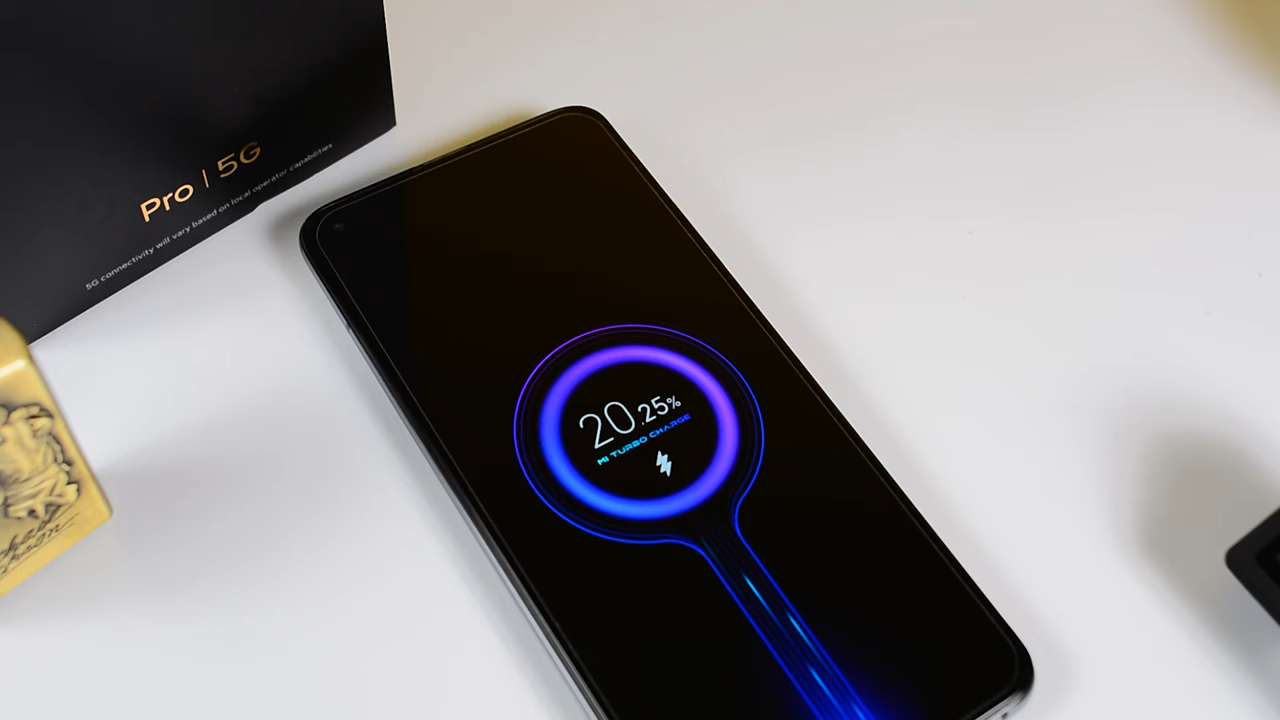 Pro | 5G
5G connectivity will vary based on local operator capabilities
20.25%
MI TURBO CHARGE